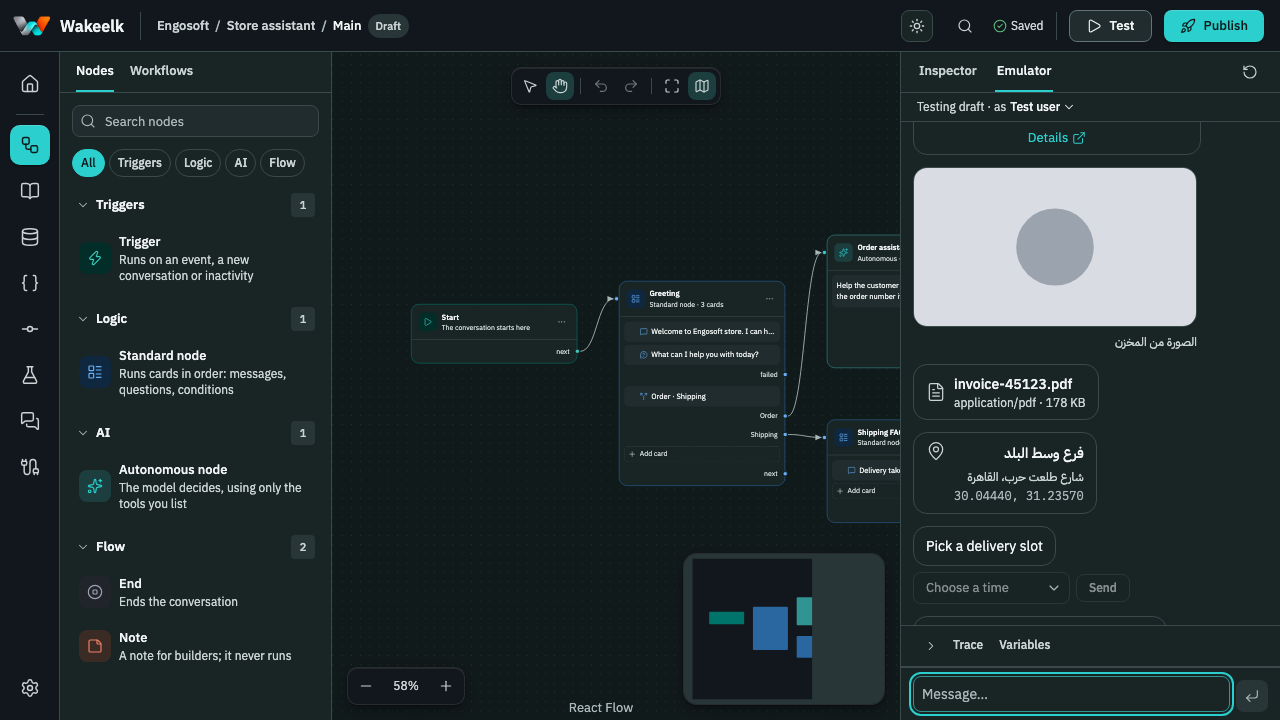 Wakeelk
Engosoft / Store assistant / Main Draft
Saved
Test
Publish
Nodes Workflows
Search nodes
All Triggers Logic AI Flow
Triggers 1
Trigger
Runs on an event, a new
conversation or inactivity
Logic 1
Standard node
Runs cards in order: messages,
questions, conditions
AI 1
Autonomous node
The model decides, using only the
tools you list
Flow 2
End
Ends the conversation
Note
A note for builders; it never runs
Start
The conversation starts here
next
Greeting
Standard node · 3 cards
Welcome to Engosoft store. I can h...
What can I help you with today?
failed
Order · Shipping
Order
Shipping
Add card
next
Order assist
Autonomous
Help the customer
the order number
Shipping FA
Standard node
Delivery take
Add card
58%
React Flow
Inspector Emulator
Testing draft · as Test user
Details
الصورة من المخزن
invoice-45123.pdf
application/pdf · 178 KB
فرع وسط البلد
شارع طلعت حرب، القاهرة
30.04440, 31.23570
Pick a delivery slot
Choose a time
Send
Trace Variables
Message...